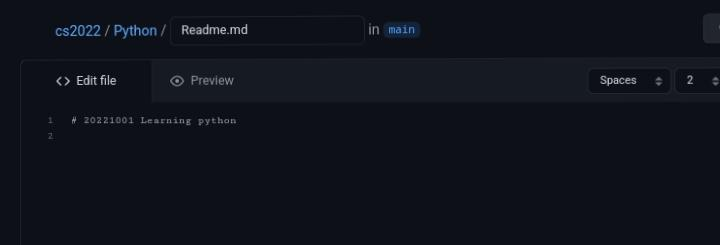 cs2022 / Python / Readme.md in main
<> Edit file Preview Spaces 2
1 # 20221001 Learning python
2